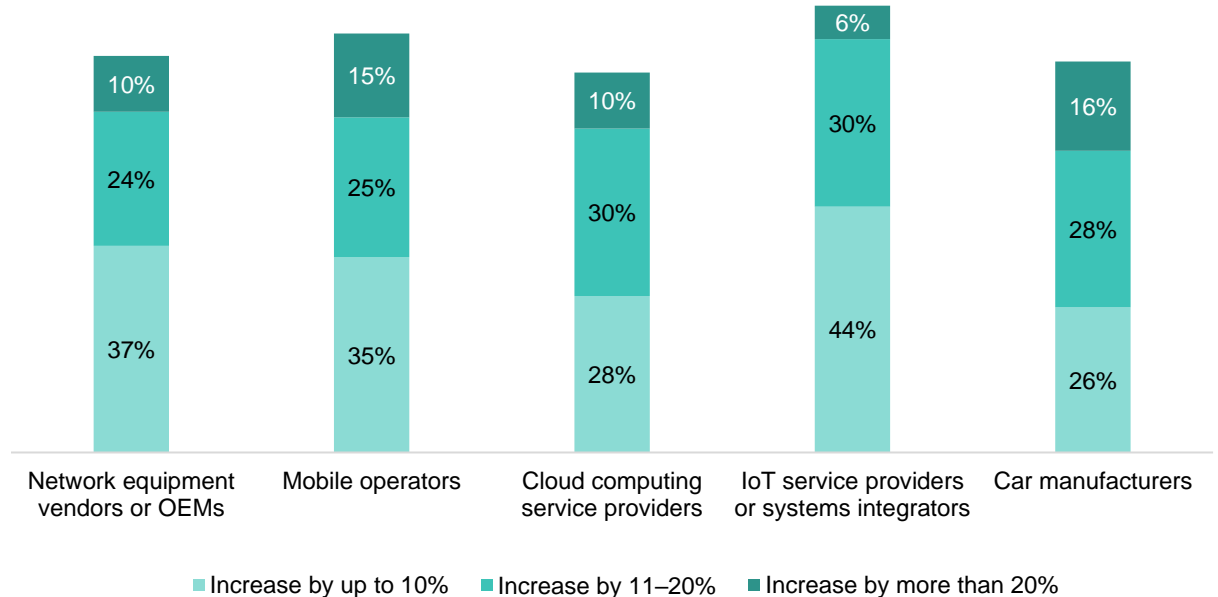 6%
15%
10%
16%
10%
30%
24%
25%
30%
28%
37%
35%
28%
44%
26%
Network equipment
vendors or OEMs
Mobile operators
Cloud computing
service providers
IoT service providers
or systems integrators
Car manufacturers
Increase by up to 10%
Increase by 11–20%
Increase by more than 20%